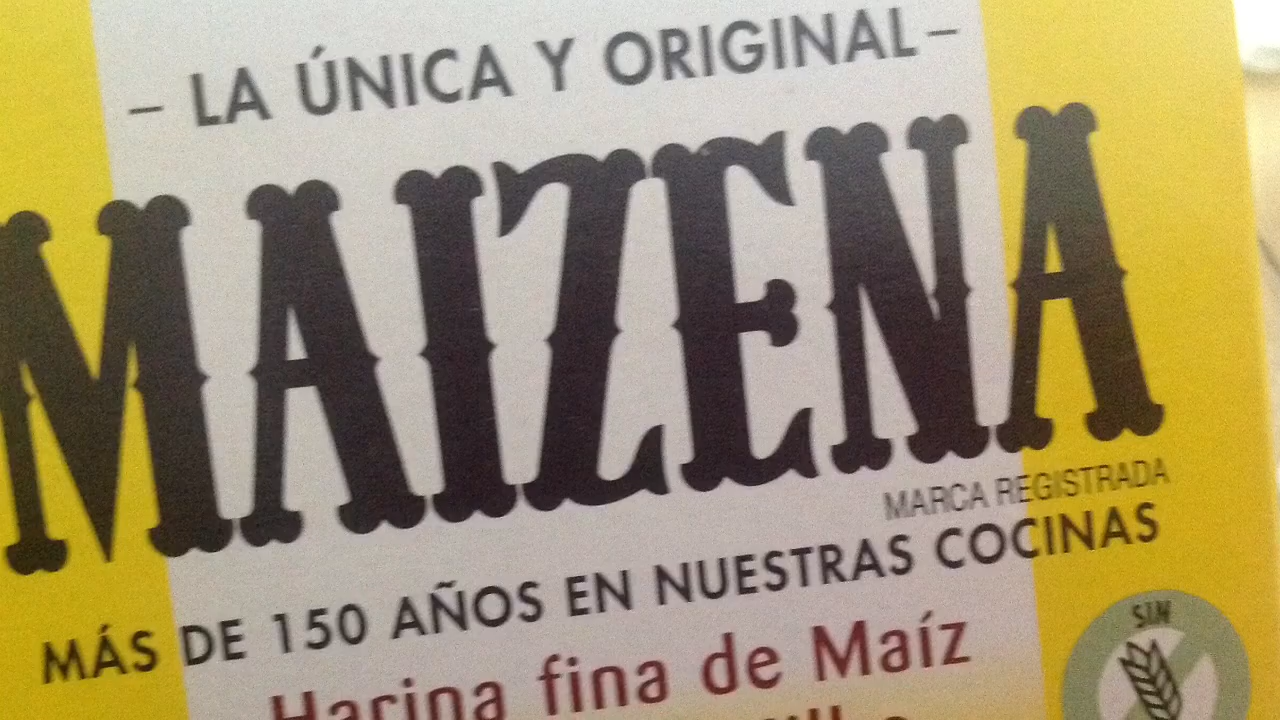 – LA ÚNICA Y ORIGINAL –
MAIZENA
MARCA REGISTRADA
MÁS DE 150 AÑOS EN NUESTRAS COCINAS
Harina fina de Maíz
SIN